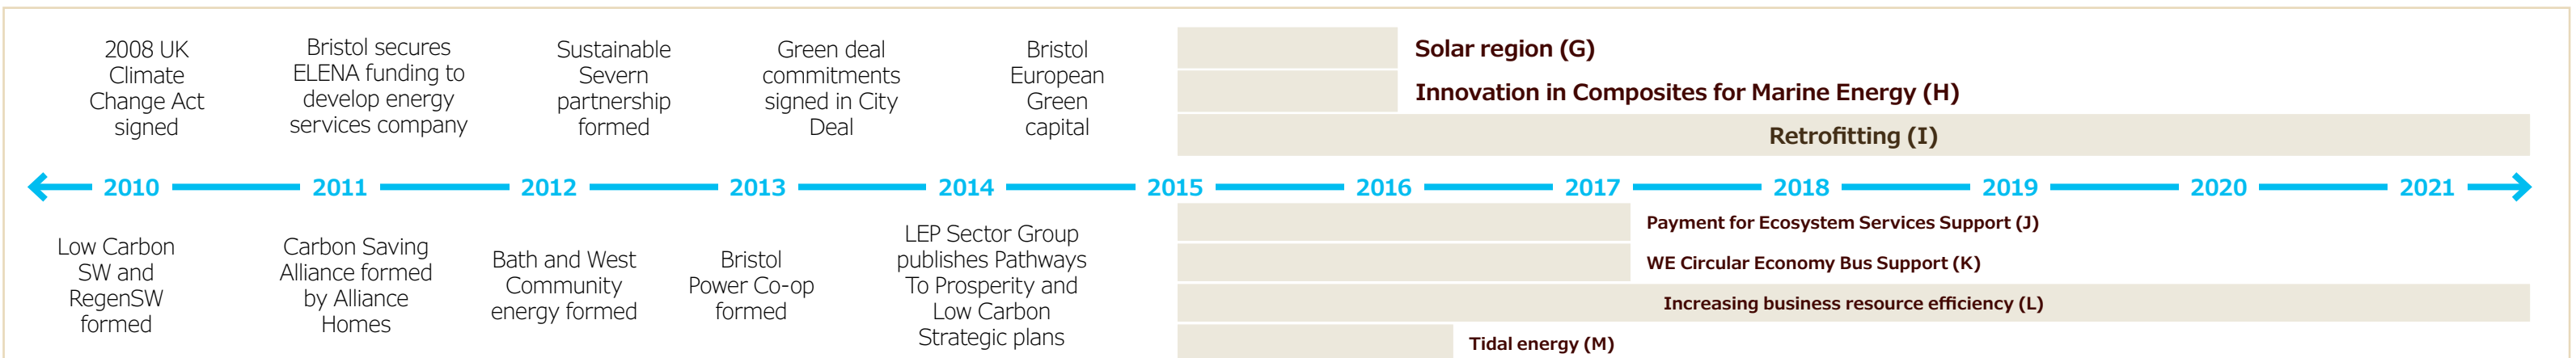 2008 UK
Climate
Change Act
signed
Bristol secures
ELENA funding to
develop energy
services company
Sustainable
Severn
partnership
formed
Green deal
commitments
signed in City
Deal
Bristol
European
Green
capital
Solar region (G)
Innovation in Composites for Marine Energy (H)
Retrofitting (I)
2010 2011 2012 2013 2014 2015 2016 2017 2018 2019 2020 2021
Low Carbon
SW and
RegenSW
formed
Carbon Saving
Alliance formed
by Alliance
Homes
Bath and West
Community
energy formed
Bristol
Power Co-op
formed
LEP Sector Group
publishes Pathways
To Prosperity and
Low Carbon
Strategic plans
Payment for Ecosystem Services Support (J)
WE Circular Economy Bus Support (K)
Increasing business resource efficiency (L)
Tidal energy (M)